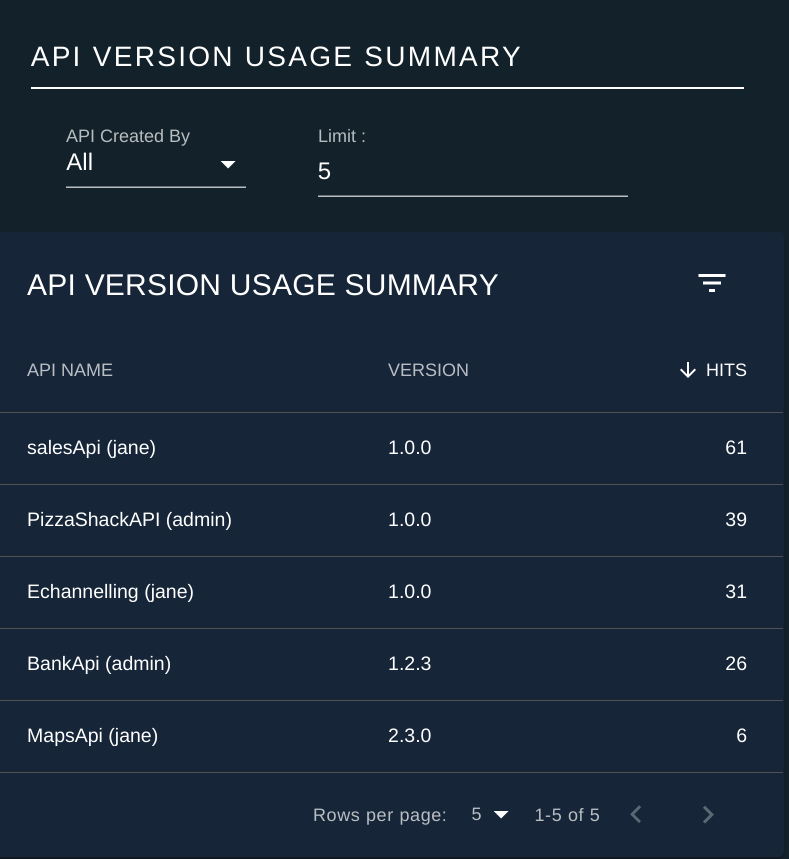 API VERSION USAGE SUMMARY
API Created By
All
Limit :
5
API VERSION USAGE SUMMARY
API NAME VERSION HITS
salesApi (jane) 1.0.0 61
PizzaShackAPI (admin) 1.0.0 39
Echannelling (jane) 1.0.0 31
BankApi (admin) 1.2.3 26
MapsApi (jane) 2.3.0 6
Rows per page: 5 1-5 of 5